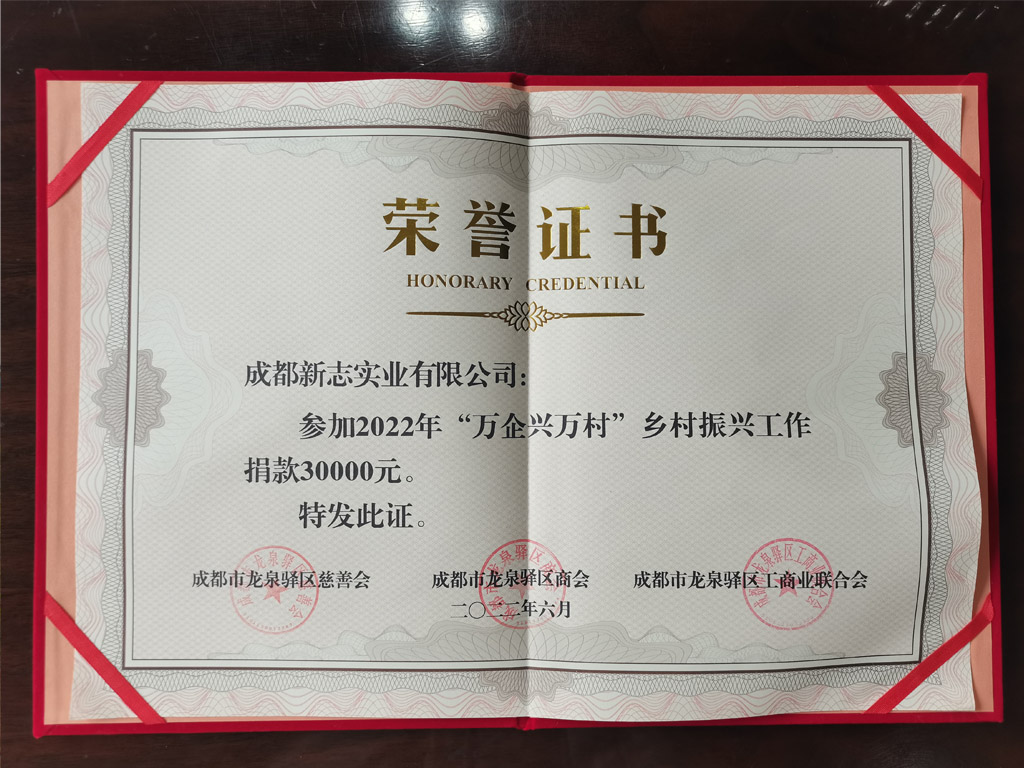 荣誉证书
HONORARY CREDENTIAL
成都新志实业有限公司:
参加2022年“万企兴万村”乡村振兴工作
捐款30000元。
特发此证。
成都市龙泉驿区慈善会 成都市龙泉驿区商会 成都市龙泉驿区工商业联合会
二〇二二年六月